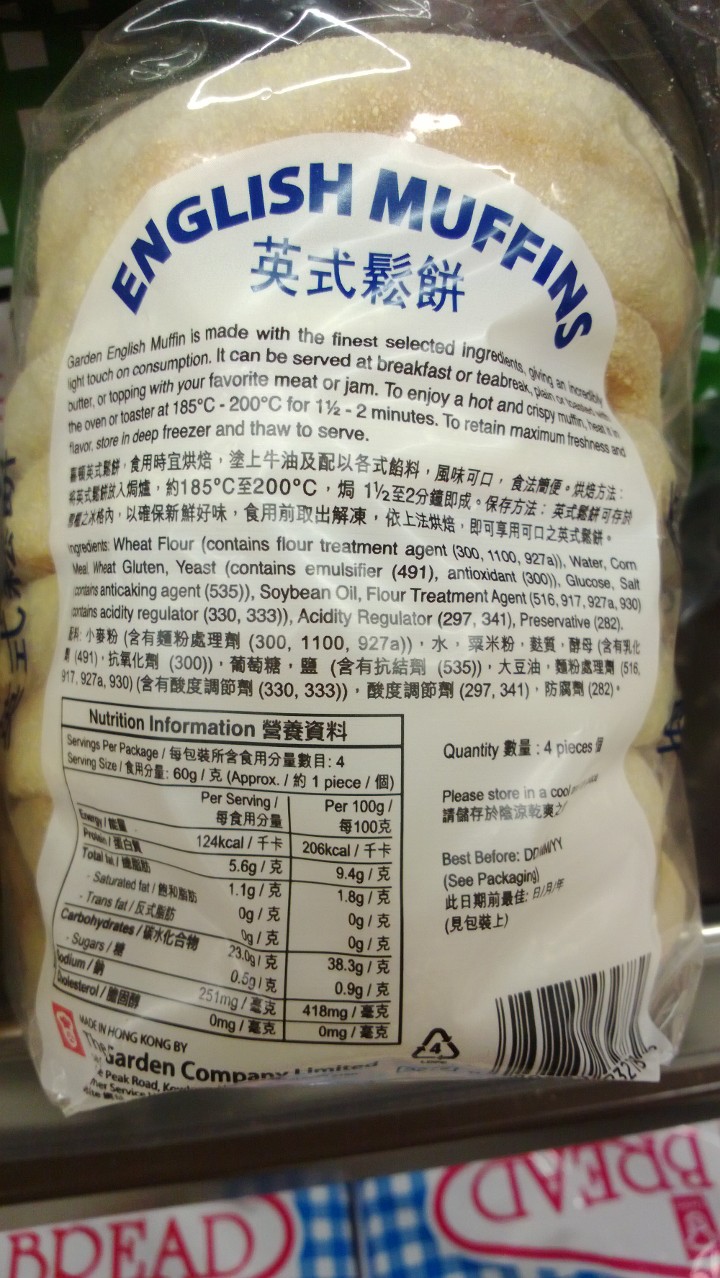 ENGLISH MUFFINS
英式鬆餅
Garden English Muffin is made with the finest selected ingredients, giving an incredibly
light touch on consumption. It can be served at breakfast or teabreak, plain or toasted with
butter, or topping with your favorite meat or jam. To enjoy a hot and crispy muffin, heat it in
the oven or toaster at 185°C - 200°C for 1½ - 2 minutes. To retain maximum freshness and
flavor, store in deep freezer and thaw to serve.
嘉頓英式鬆餅，食用時宜烘焙，塗上牛油及配以各式餡料，風味可口，食法簡便。烘焙方法：
將英式鬆餅放入焗爐，約185°C至200°C，焗 1½至2分鐘即成。保存方法：英式鬆餅可存於
之冰格內，以確保新鮮好味，食用前取出解凍，依上法烘焙，即可享用可口之英式鬆餅。
Ingredients: Wheat Flour (contains flour treatment agent (300, 1100, 927a)), Water, Corn
Meal, Wheat Gluten, Yeast (contains emulsifier (491), antioxidant (300)), Glucose, Salt
(contains anticaking agent (535)), Soybean Oil, Flour Treatment Agent (516, 917, 927a, 930)
(contains acidity regulator (330, 333)), Acidity Regulator (297, 341), Preservative (282).
配料: 小麥粉 (含有麵粉處理劑 (300, 1100, 927a))，水，粟米粉，麩質，酵母 (含有乳化
劑 (491)，抗氧化劑 (300))，葡萄糖，鹽 (含有抗結劑 (535))，大豆油，麵粉處理劑 (516,
917, 927a, 930) (含有酸度調節劑 (330, 333))，酸度調節劑 (297, 341)，防腐劑 (282)。
Nutrition Information 營養資料
Servings Per Package / 每包裝所含食用分量數目: 4
Serving Size / 食用分量: 60g / 克 (Approx. / 約 1 piece / 個)
Per Serving / 每食用分量 Per 100g / 每100克
Energy / 能量 124kcal / 千卡 206kcal / 千卡
Protein / 蛋白質 5.6g / 克 9.4g / 克
Total fat / 總脂肪 1.1g / 克 1.8g / 克
- Saturated fat / 飽和脂肪 0g / 克 0g / 克
- Trans fat / 反式脂肪 0g / 克 0g / 克
Carbohydrates / 碳水化合物 23.0g / 克 38.3g / 克
- Sugars / 糖 0.5g / 克 0.9g / 克
Sodium / 鈉 251mg / 毫克 418mg / 毫克
Cholesterol / 膽固醇 0mg / 毫克 0mg / 毫克
Quantity 數量 : 4 pieces 個
Please store in a cool
請儲存於陰涼乾爽之
Best Before: DD/MM/YY
(See Packaging)
此日期前最佳: 日/月/年
(見包裝上)
MADE IN HONG KONG BY
The Garden Company Limited
Peak Road,
4
BREAD
BREAD